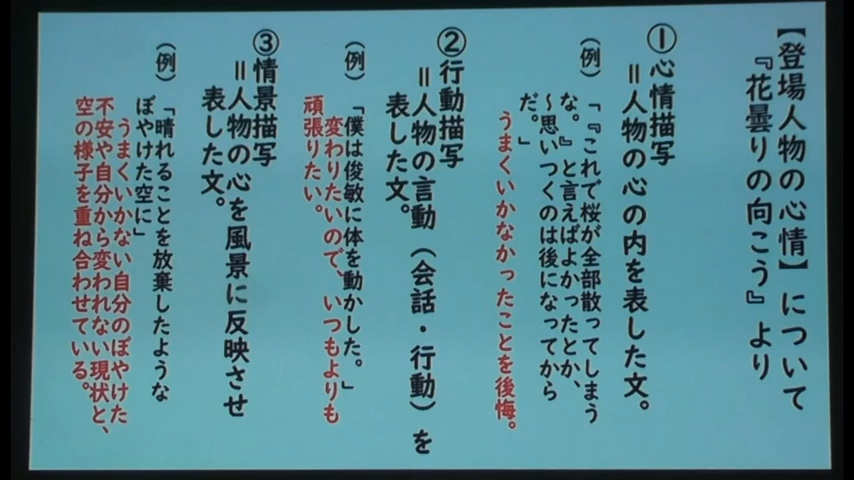 【登場人物の心情】について
『花曇りの向こう』より
①心情描写
＝人物の心の内を表した文。
（例）「『これで桜が全部散ってしまう
な。』と言えばよかったとか、
～思いつくのは後になってから
だ。」
うまくいかなかったことを後悔。
②行動描写
＝人物の言動（会話・行動）を
表した文。
（例）「僕は俊敏に体を動かした。」
変わりたいので、いつもよりも
頑張りたい。
③情景描写
＝人物の心を風景に反映させ
表した文。
（例）「晴れることを放棄したような
ぼやけた空に」
うまくいかない自分のぼやけた
不安や自分から変われない現状と、
空の様子を重ね合わせている。